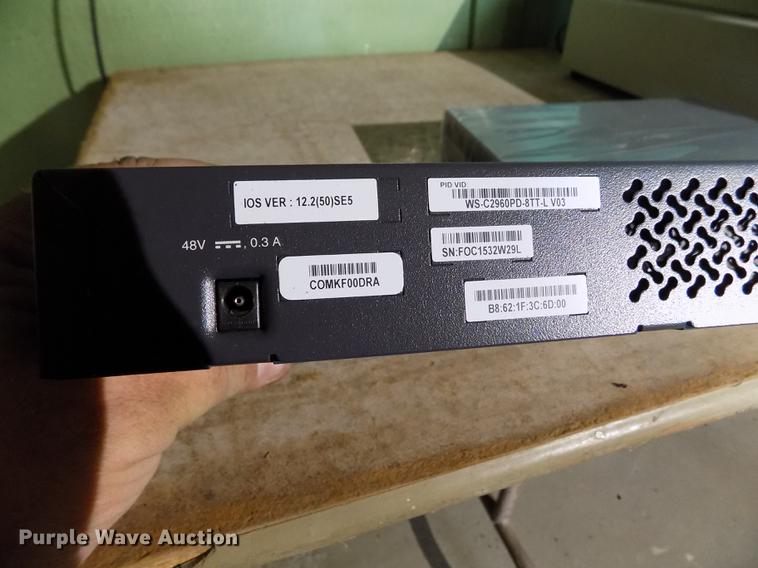 IOS VER : 12.2(50)SE5
PID VID:
WS-C2960PD-8TT-L V03
48V ⎓, 0.3 A
SN:FOC1532W29L
COMKF00DRA
B8:62:1F:3C:6D:00
Purple Wave Auction